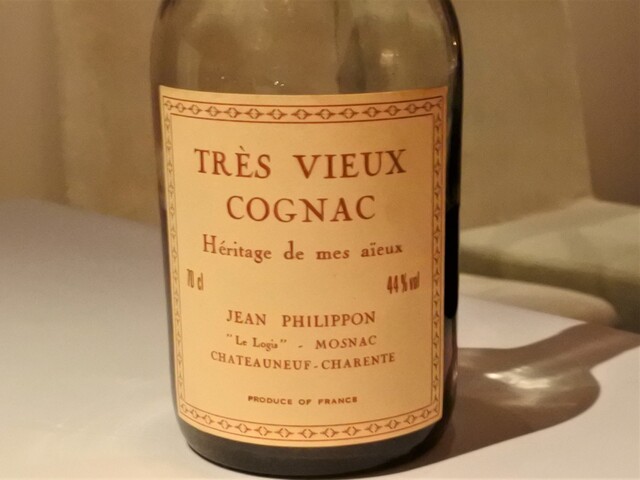 TRÈS VIEUX
COGNAC
Héritage de mes aïeux
70 cl 44 % vol
JEAN PHILIPPON
"Le Logis" - MOSNAC
CHATEAUNEUF-CHARENTE
PRODUCE OF FRANCE